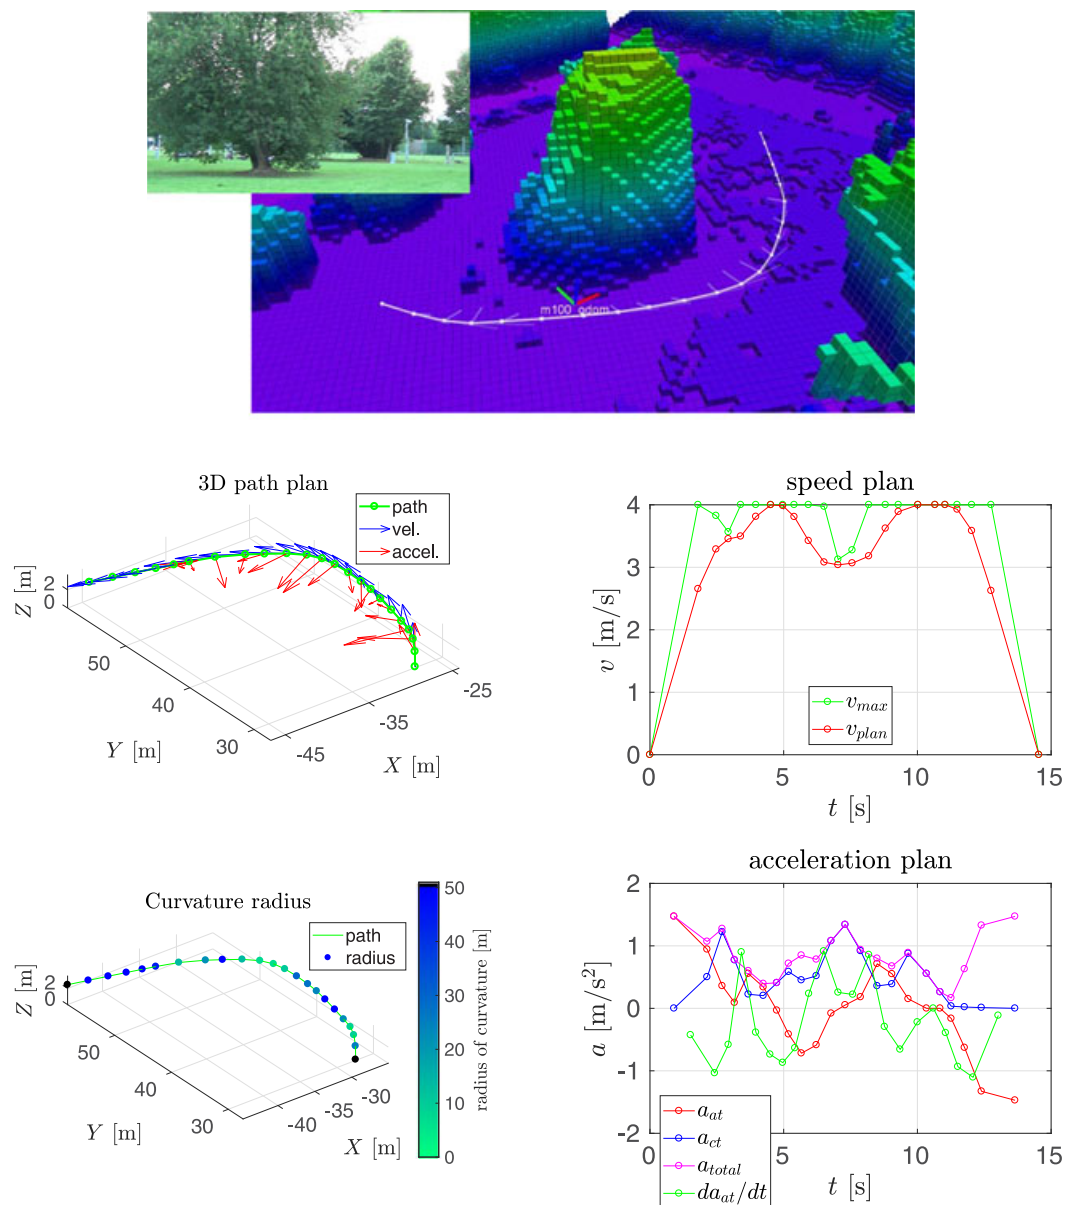 m100_odom
3D path plan
path
vel.
accel.
Z [m]
2
0
50
40
30
Y [m]
-45
-35
-25
X [m]
speed plan
v [m/s]
4
3
2
1
0
v_max
v_plan
0 5 10 15
t [s]
Curvature radius
path
radius
Z [m]
2
0
50
40
30
Y [m]
-40
-35
-30
X [m]
50
40
30
20
10
0
radius of curvature [m]
acceleration plan
a [m/s²]
2
1
0
-1
-2
a_at
a_ct
a_total
da_at/dt
0 5 10 15
t [s]